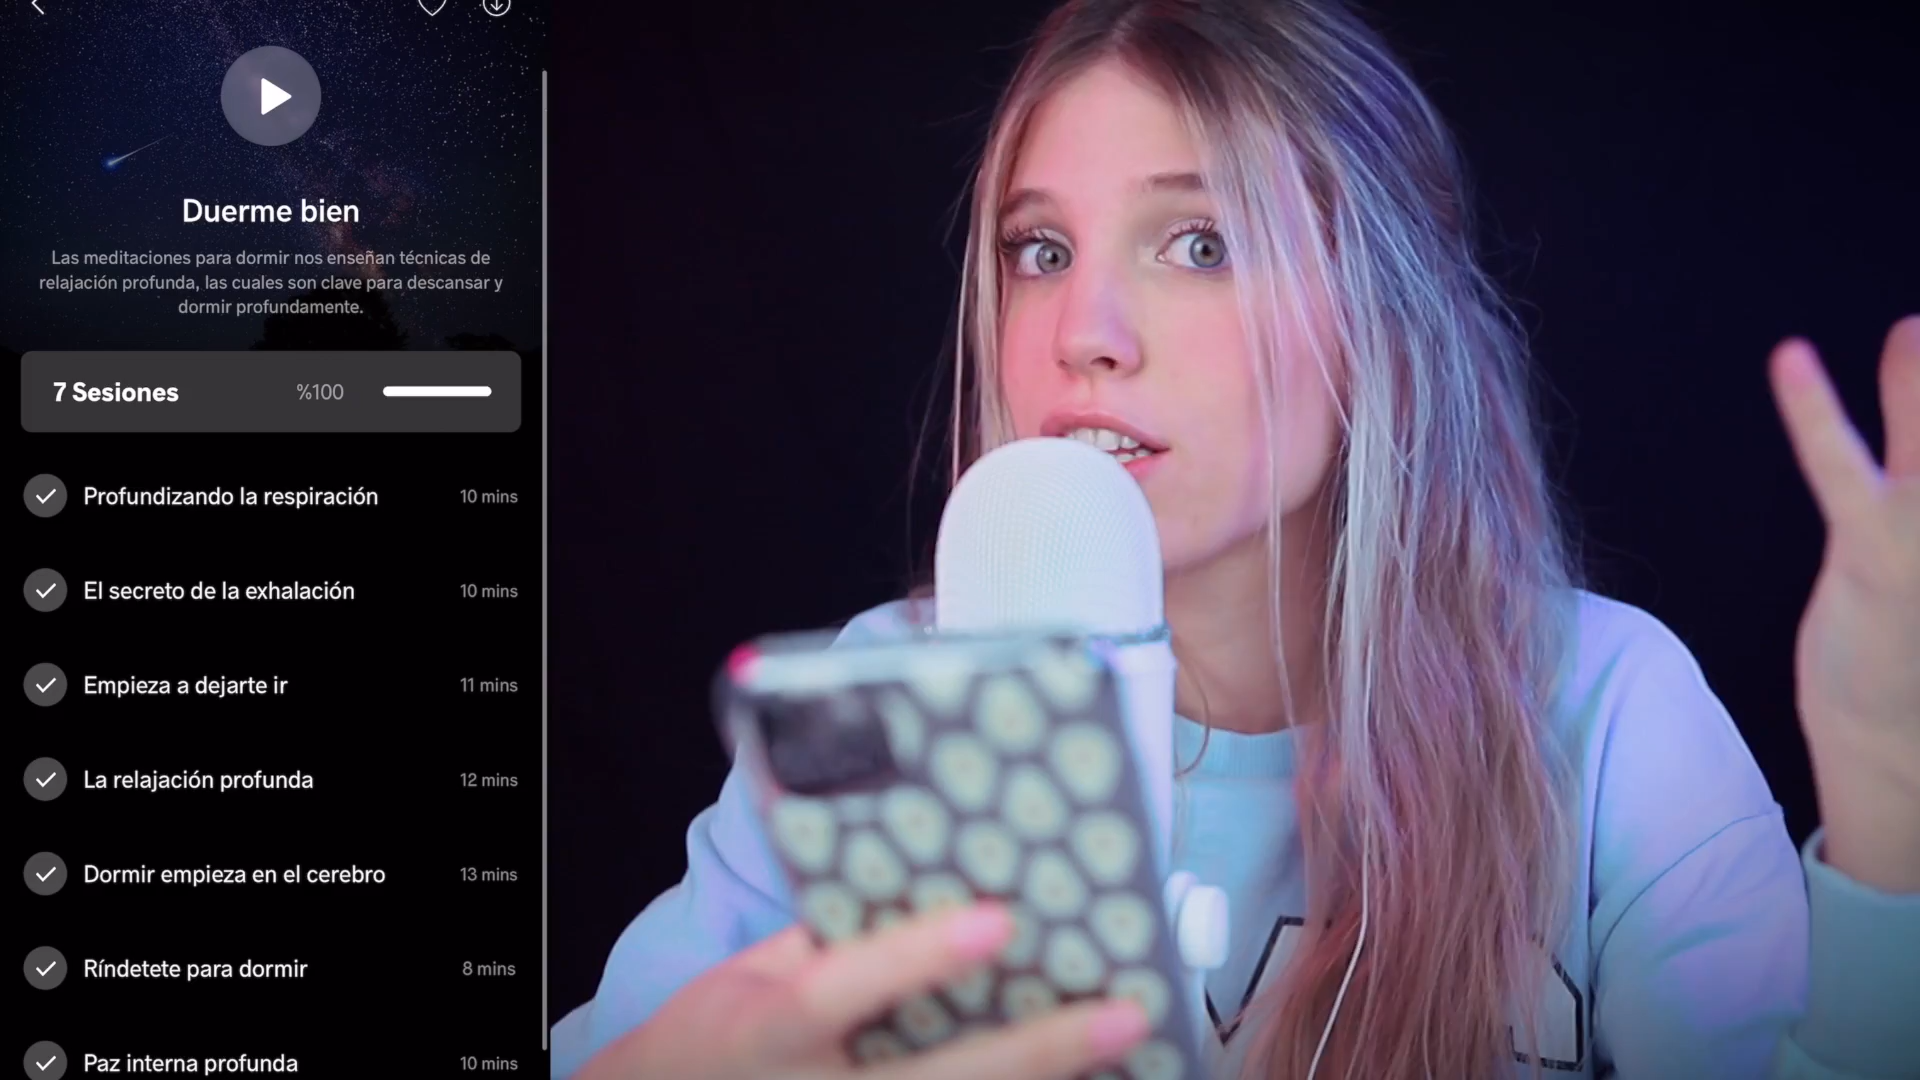 Duerme bien
Las meditaciones para dormir nos enseñan técnicas de
relajación profunda, las cuales son clave para descansar y
dormir profundamente.
7 Sesiones %100
Profundizando la respiración 10 mins
El secreto de la exhalación 10 mins
Empieza a dejarte ir 11 mins
La relajación profunda 12 mins
Dormir empieza en el cerebro 13 mins
Ríndetete para dormir 8 mins
Paz interna profunda 10 mins